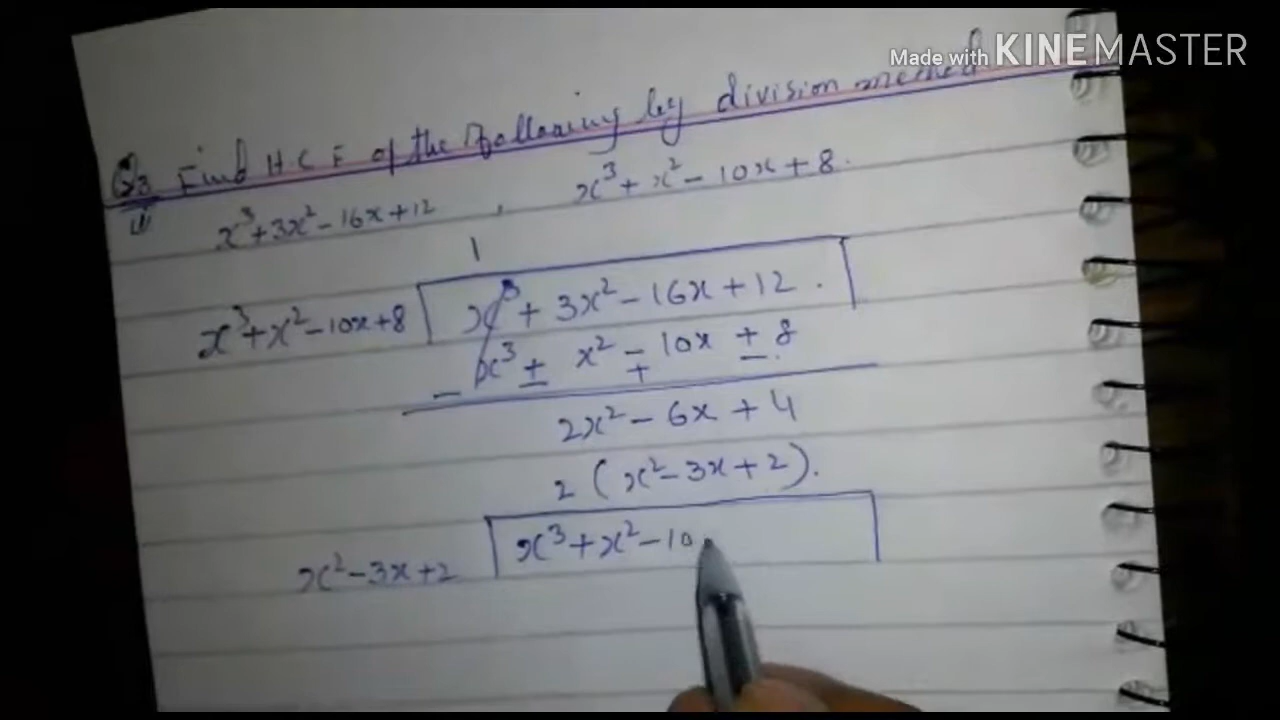 Made with KINEMASTER
Q3 Find H.C.F of the following by division method
(i) x³+3x²-16x+12 , x³+x²-10x+8.
1
x³+x²-10x+8 x³+3x²-16x+12.
x³+x²-10x+8
- - + -
2x²-6x+4
2(x²-3x+2).
x²-3x+2 x³+x²-10